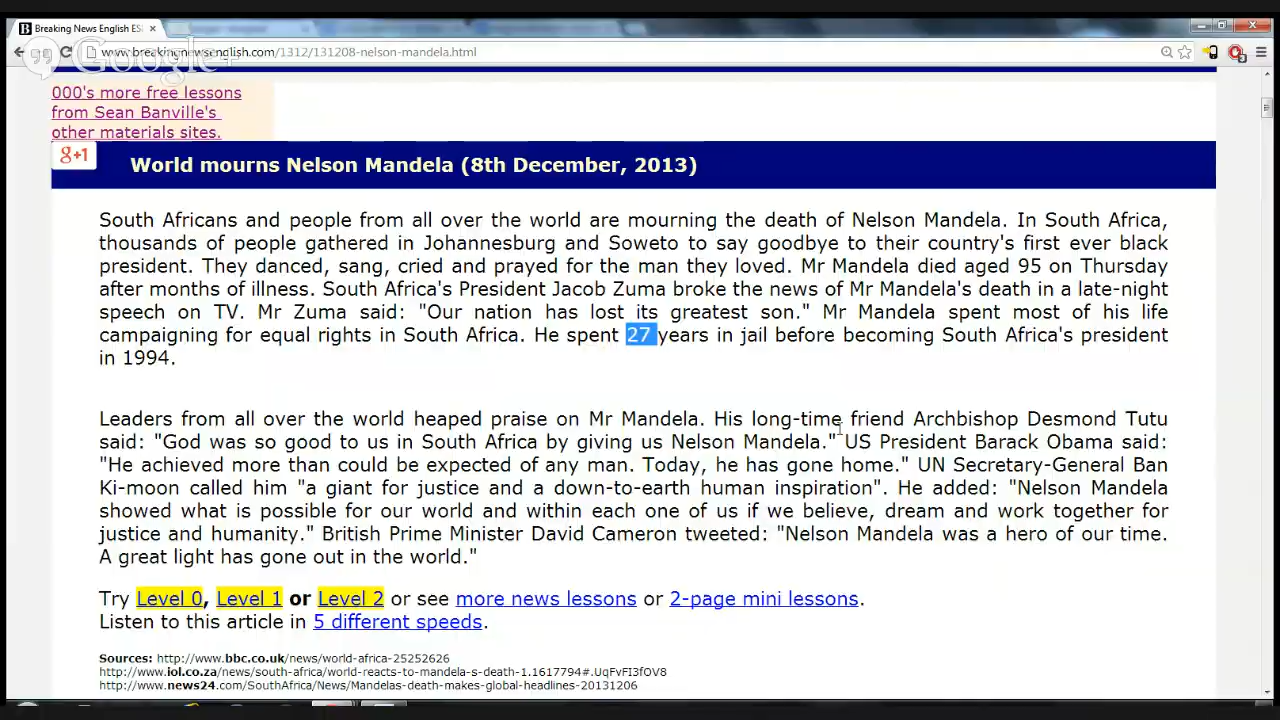 Breaking News English ES
www.breakingnewsenglish.com/1312/131208-nelson-mandela.html
Google+
000's more free lessons
from Sean Banville's
other materials sites.
g+1
World mourns Nelson Mandela (8th December, 2013)
South Africans and people from all over the world are mourning the death of Nelson Mandela. In South Africa,
thousands of people gathered in Johannesburg and Soweto to say goodbye to their country's first ever black
president. They danced, sang, cried and prayed for the man they loved. Mr Mandela died aged 95 on Thursday
after months of illness. South Africa's President Jacob Zuma broke the news of Mr Mandela's death in a late-night
speech on TV. Mr Zuma said: "Our nation has lost its greatest son." Mr Mandela spent most of his life
campaigning for equal rights in South Africa. He spent 27 years in jail before becoming South Africa's president
in 1994.
Leaders from all over the world heaped praise on Mr Mandela. His long-time friend Archbishop Desmond Tutu
said: "God was so good to us in South Africa by giving us Nelson Mandela." US President Barack Obama said:
"He achieved more than could be expected of any man. Today, he has gone home." UN Secretary-General Ban
Ki-moon called him "a giant for justice and a down-to-earth human inspiration". He added: "Nelson Mandela
showed what is possible for our world and within each one of us if we believe, dream and work together for
justice and humanity." British Prime Minister David Cameron tweeted: "Nelson Mandela was a hero of our time.
A great light has gone out in the world."
Try Level 0, Level 1 or Level 2 or see more news lessons or 2-page mini lessons.
Listen to this article in 5 different speeds.
Sources: http://www.bbc.co.uk/news/world-africa-25252626
http://www.iol.co.za/news/south-africa/world-reacts-to-mandela-s-death-1.1617794#.UqFvFI3fOV8
http://www.news24.com/SouthAfrica/News/Mandelas-death-makes-global-headlines-20131206